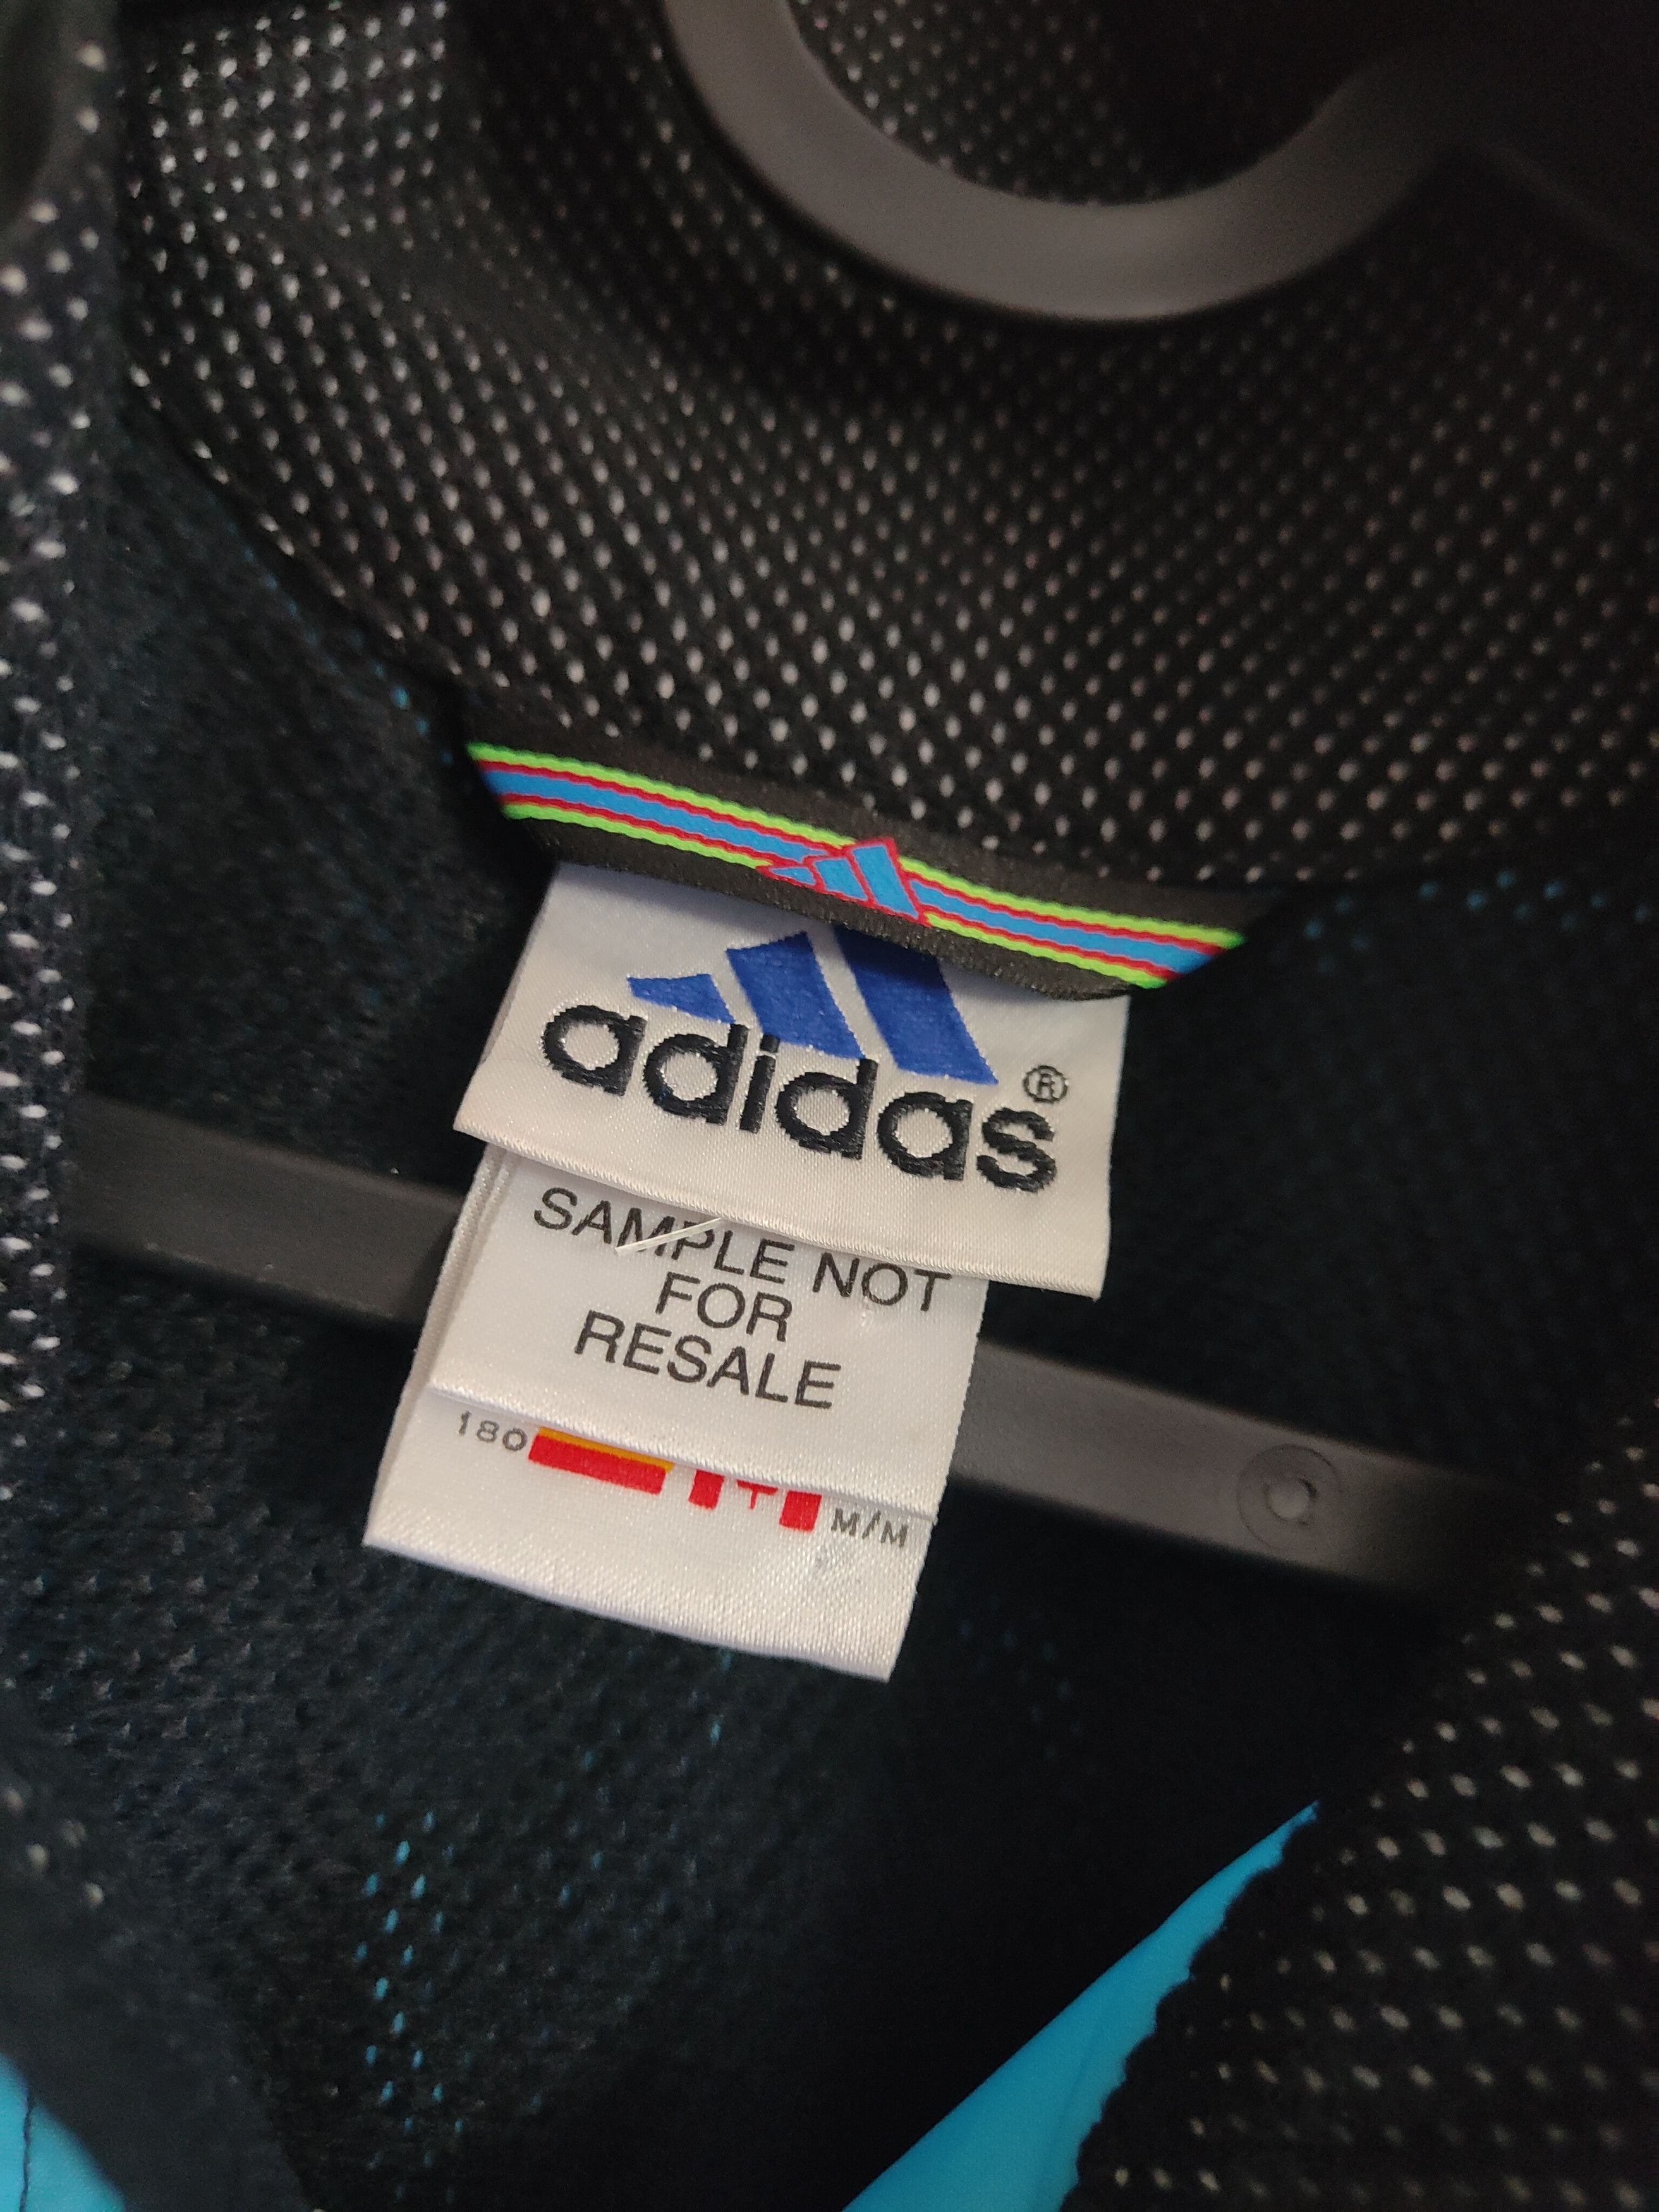 adidas®
SAMPLE NOT
FOR
RESALE
180
M/M